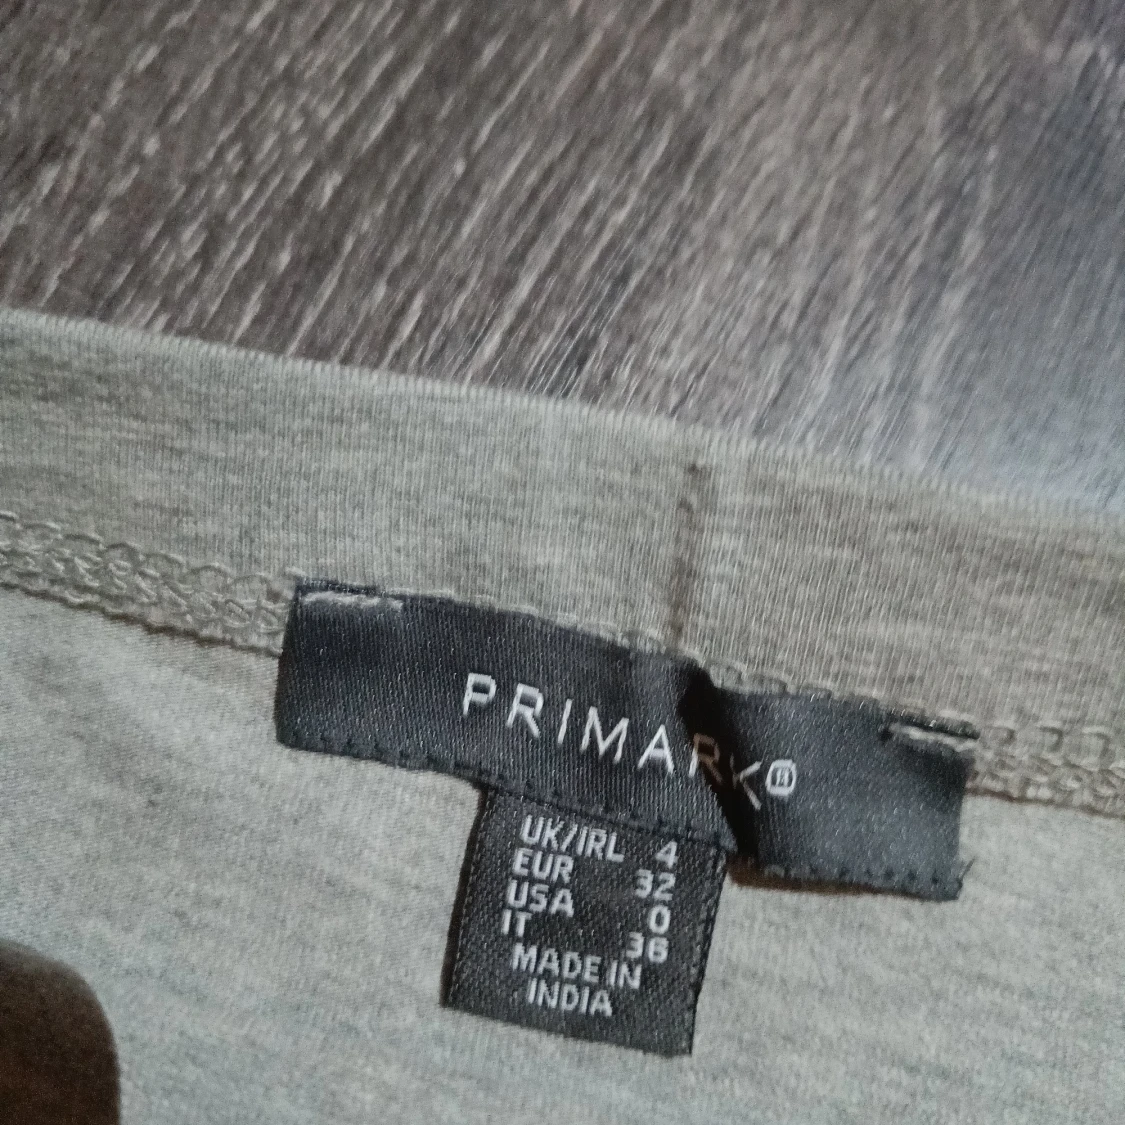 PRIMARK®
UK/IRL 4
EUR 32
USA 0
IT 36
MADE IN
INDIA